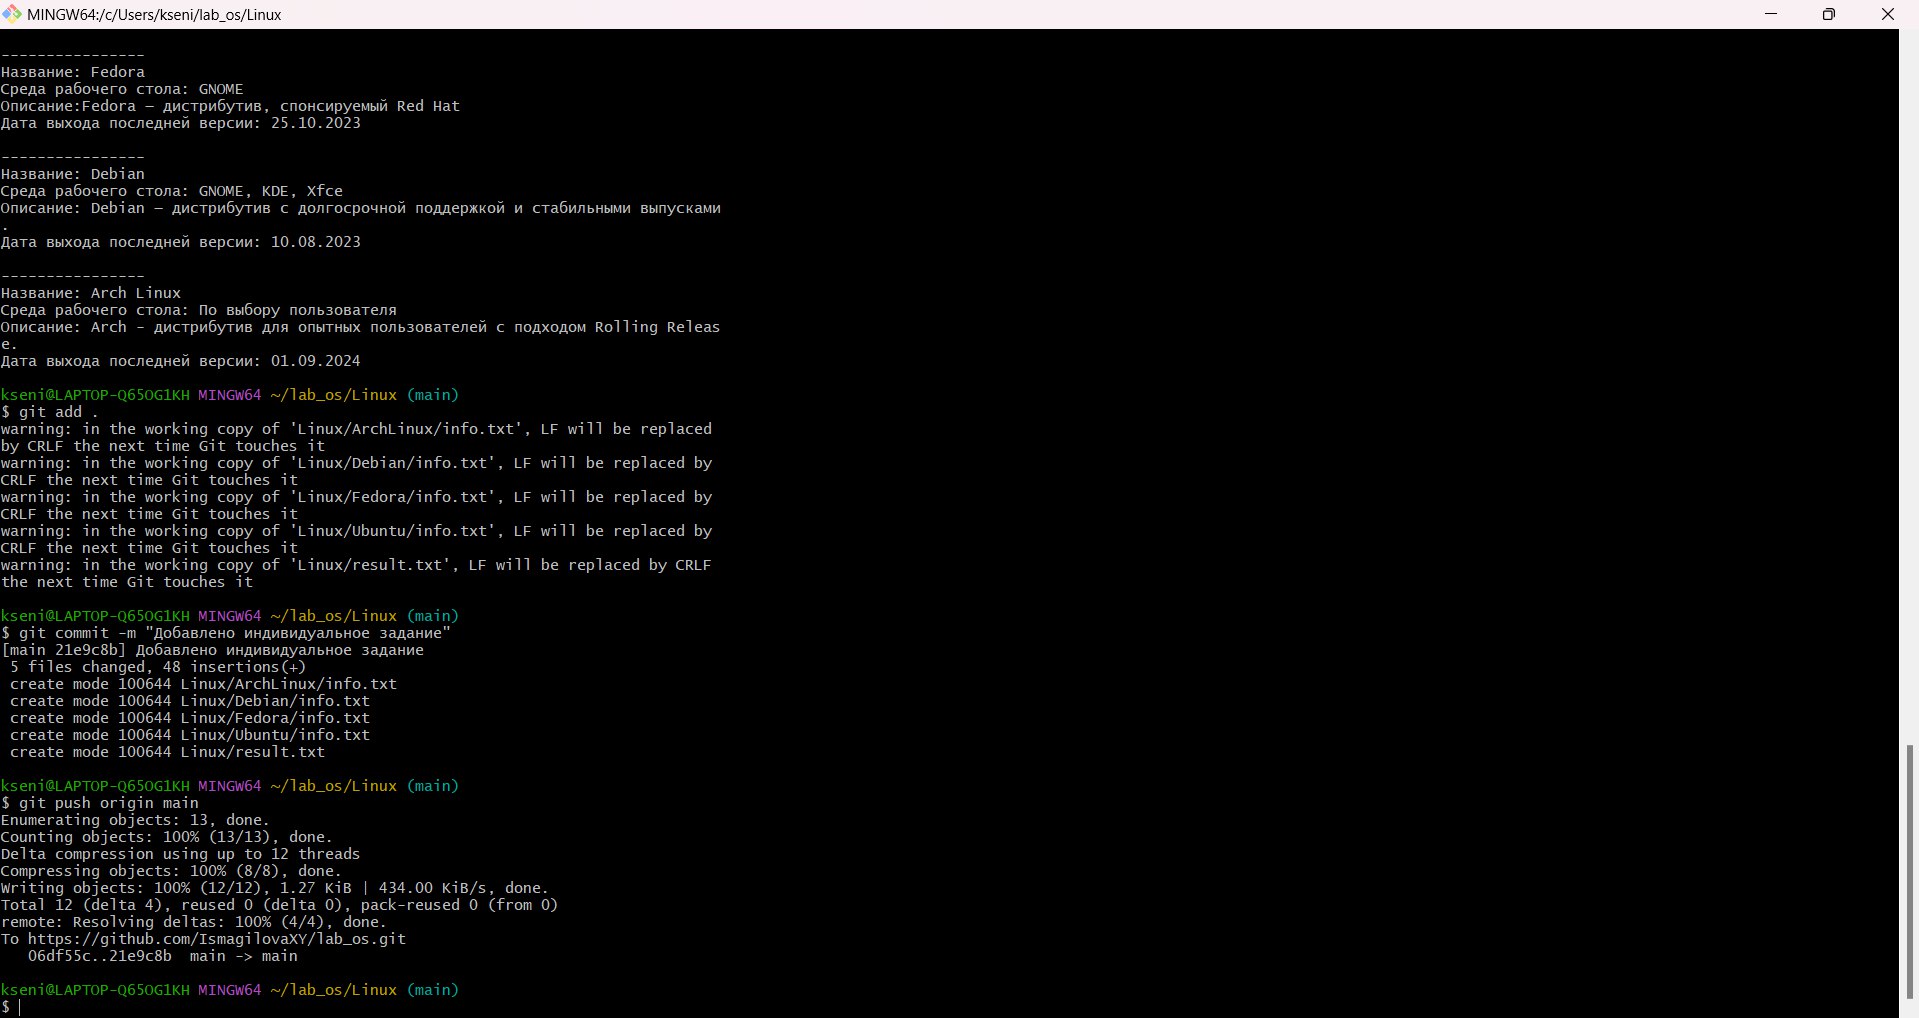 MINGW64:/c/Users/kseni/lab_os/Linux
----------------
Название: Fedora
Среда рабочего стола: GNOME
Описание:Fedora – дистрибутив, спонсируемый Red Hat
Дата выхода последней версии: 25.10.2023
----------------
Название: Debian
Среда рабочего стола: GNOME, KDE, Xfce
Описание: Debian – дистрибутив с долгосрочной поддержкой и стабильными выпусками
.
Дата выхода последней версии: 10.08.2023
----------------
Название: Arch Linux
Среда рабочего стола: По выбору пользователя
Описание: Arch - дистрибутив для опытных пользователей с подходом Rolling Releas
e.
Дата выхода последней версии: 01.09.2024
kseni@LAPTOP-Q65OG1KH MINGW64 ~/lab_os/Linux (main)
$ git add .
warning: in the working copy of 'Linux/ArchLinux/info.txt', LF will be replaced
by CRLF the next time Git touches it
warning: in the working copy of 'Linux/Debian/info.txt', LF will be replaced by
CRLF the next time Git touches it
warning: in the working copy of 'Linux/Fedora/info.txt', LF will be replaced by
CRLF the next time Git touches it
warning: in the working copy of 'Linux/Ubuntu/info.txt', LF will be replaced by
CRLF the next time Git touches it
warning: in the working copy of 'Linux/result.txt', LF will be replaced by CRLF
the next time Git touches it
kseni@LAPTOP-Q65OG1KH MINGW64 ~/lab_os/Linux (main)
$ git commit -m "Добавлено индивидуальное задание"
[main 21e9c8b] Добавлено индивидуальное задание
 5 files changed, 48 insertions(+)
 create mode 100644 Linux/ArchLinux/info.txt
 create mode 100644 Linux/Debian/info.txt
 create mode 100644 Linux/Fedora/info.txt
 create mode 100644 Linux/Ubuntu/info.txt
 create mode 100644 Linux/result.txt
kseni@LAPTOP-Q65OG1KH MINGW64 ~/lab_os/Linux (main)
$ git push origin main
Enumerating objects: 13, done.
Counting objects: 100% (13/13), done.
Delta compression using up to 12 threads
Compressing objects: 100% (8/8), done.
Writing objects: 100% (12/12), 1.27 KiB | 434.00 KiB/s, done.
Total 12 (delta 4), reused 0 (delta 0), pack-reused 0 (from 0)
remote: Resolving deltas: 100% (4/4), done.
To https://github.com/IsmagilovaXY/lab_os.git
   06df55c..21e9c8b  main -> main
kseni@LAPTOP-Q65OG1KH MINGW64 ~/lab_os/Linux (main)
$